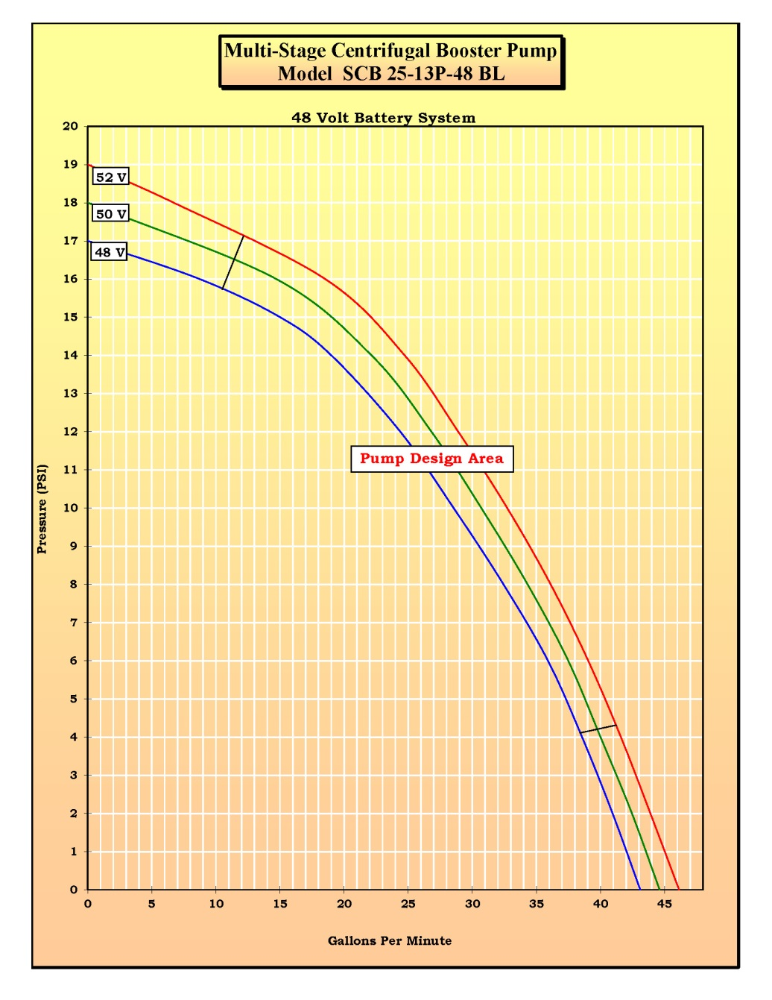 Multi-Stage Centrifugal Booster Pump
Model  SCB 25-13P-48 BL
48 Volt Battery System
20
19
52 V
18
50 V
17
48 V
16
15
14
13
12
Pump Design Area
11
10
9
8
7
6
5
4
3
2
1
0
Pressure (PSI)
0 5 10 15 20 25 30 35 40 45
Gallons Per Minute